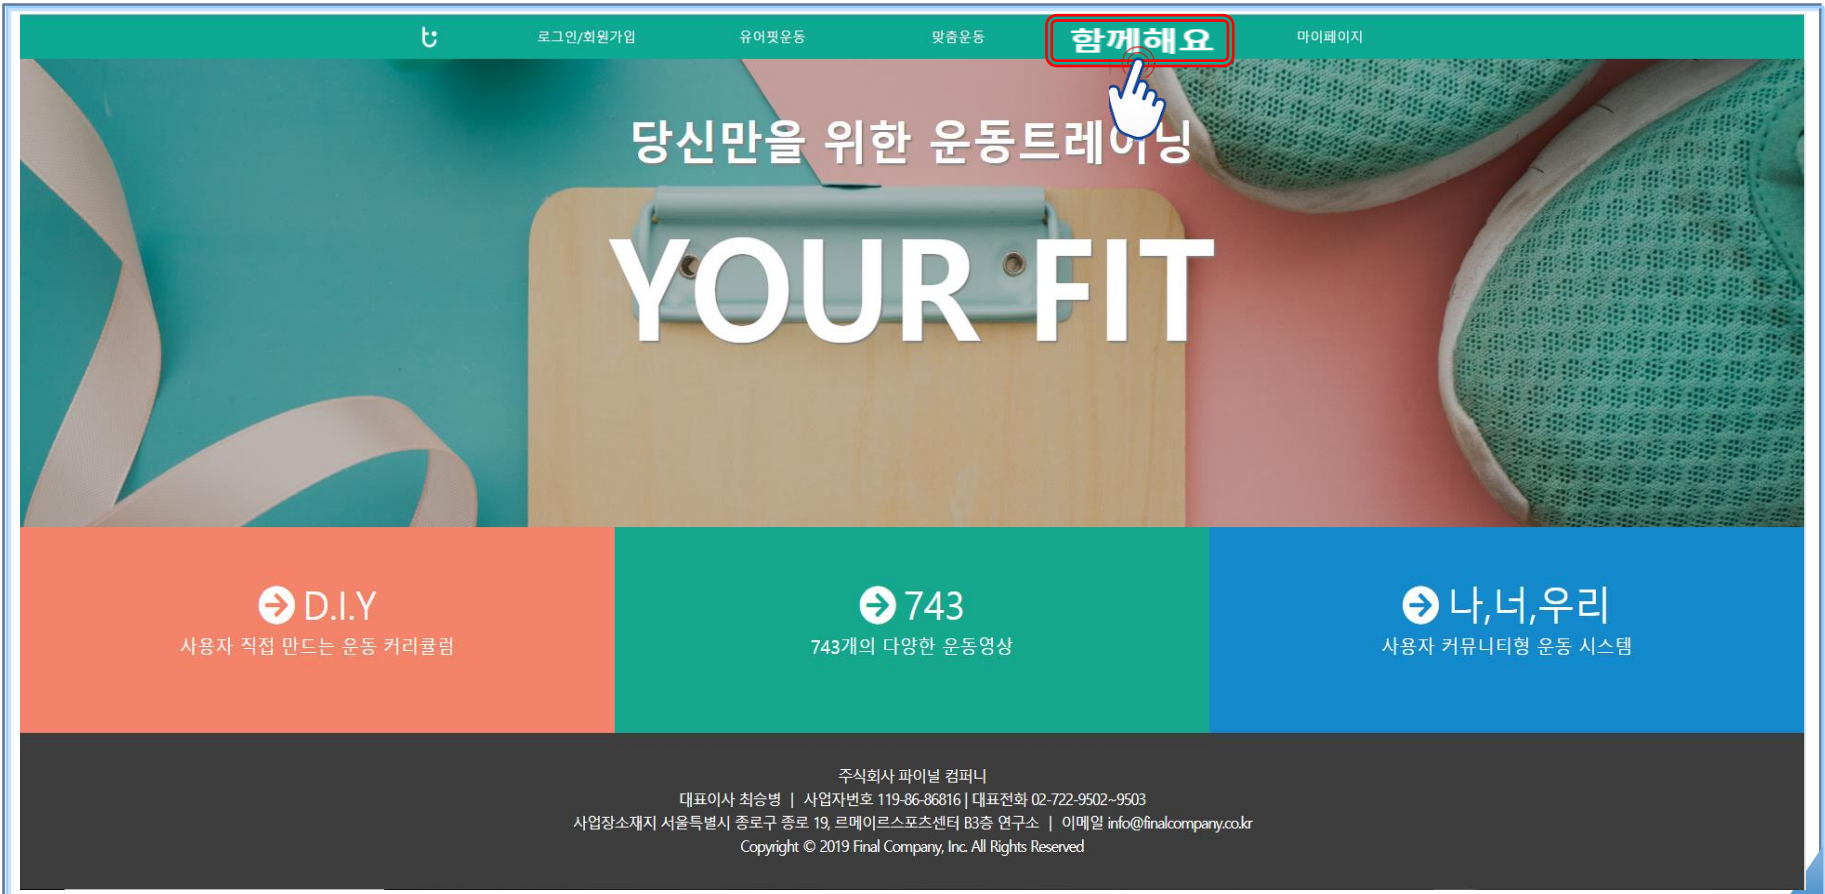 로그인/회원가입 유어핏운동 맞춤운동 함께해요 마이페이지
당신만을 위한 운동트레이닝
YOUR FIT
D.I.Y
사용자 직접 만드는 운동 커리큘럼
743
743개의 다양한 운동영상
나,너,우리
사용자 커뮤니티형 운동 시스템
주식회사 파이널 컴퍼니
대표이사 최승병 | 사업자번호 119-86-86816 | 대표전화 02-722-9502~9503
사업장소재지 서울특별시 종로구 종로 19, 르메이르스포츠센터 B3층 연구소 | 이메일 info@finalcompany.co.kr
Copyright © 2019 Final Company, Inc. All Rights Reserved